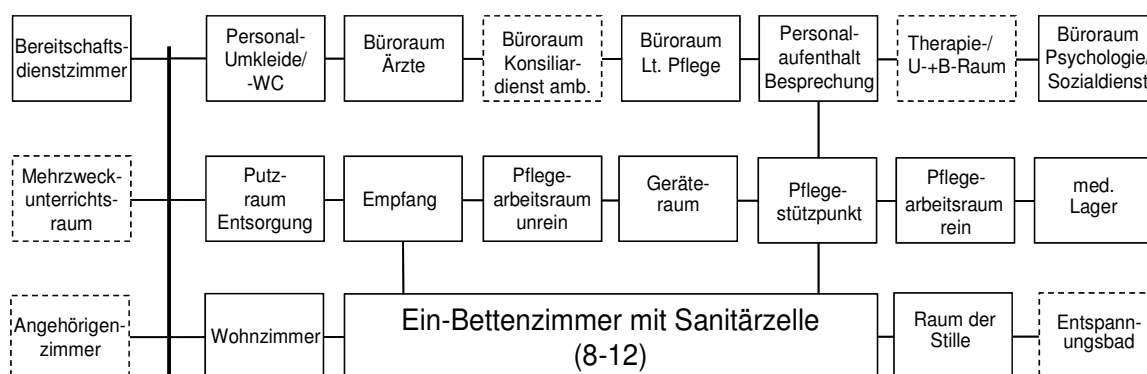 Bereitschafts-
dienstzimmer
Personal-
Umkleide/
-WC
Büroraum
Ärzte
Büroraum
Konsiliar-
dienst amb.
Büroraum
Lt. Pflege
Personal-
aufenthalt
Besprechung
Therapie-/
U-+B-Raum
Büroraum
Psychologie/
Sozialdienst
Mehrzweck-
unterrichts-
raum
Putz-
raum
Entsorgung
Empfang
Pflege-
arbeitsraum
unrein
Geräte-
raum
Pflege-
stützpunkt
Pflege-
arbeitsraum
rein
med.
Lager
Angehörigen-
zimmer
Wohnzimmer
Ein-Bettenzimmer mit Sanitärzelle
(8-12)
Raum der
Stille
Entspann-
ungsbad